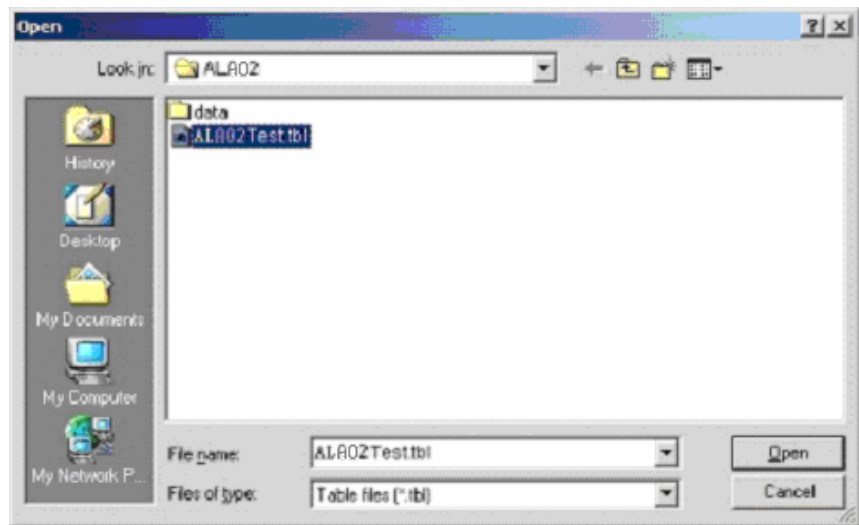 Open
Look in: ALA02
data
ALA02Test.tbl
History
Desktop
My Documents
My Computer
My Network P...
File name: ALA02Test.tbl
Open
Files of type: Table files (*.tbl)
Cancel